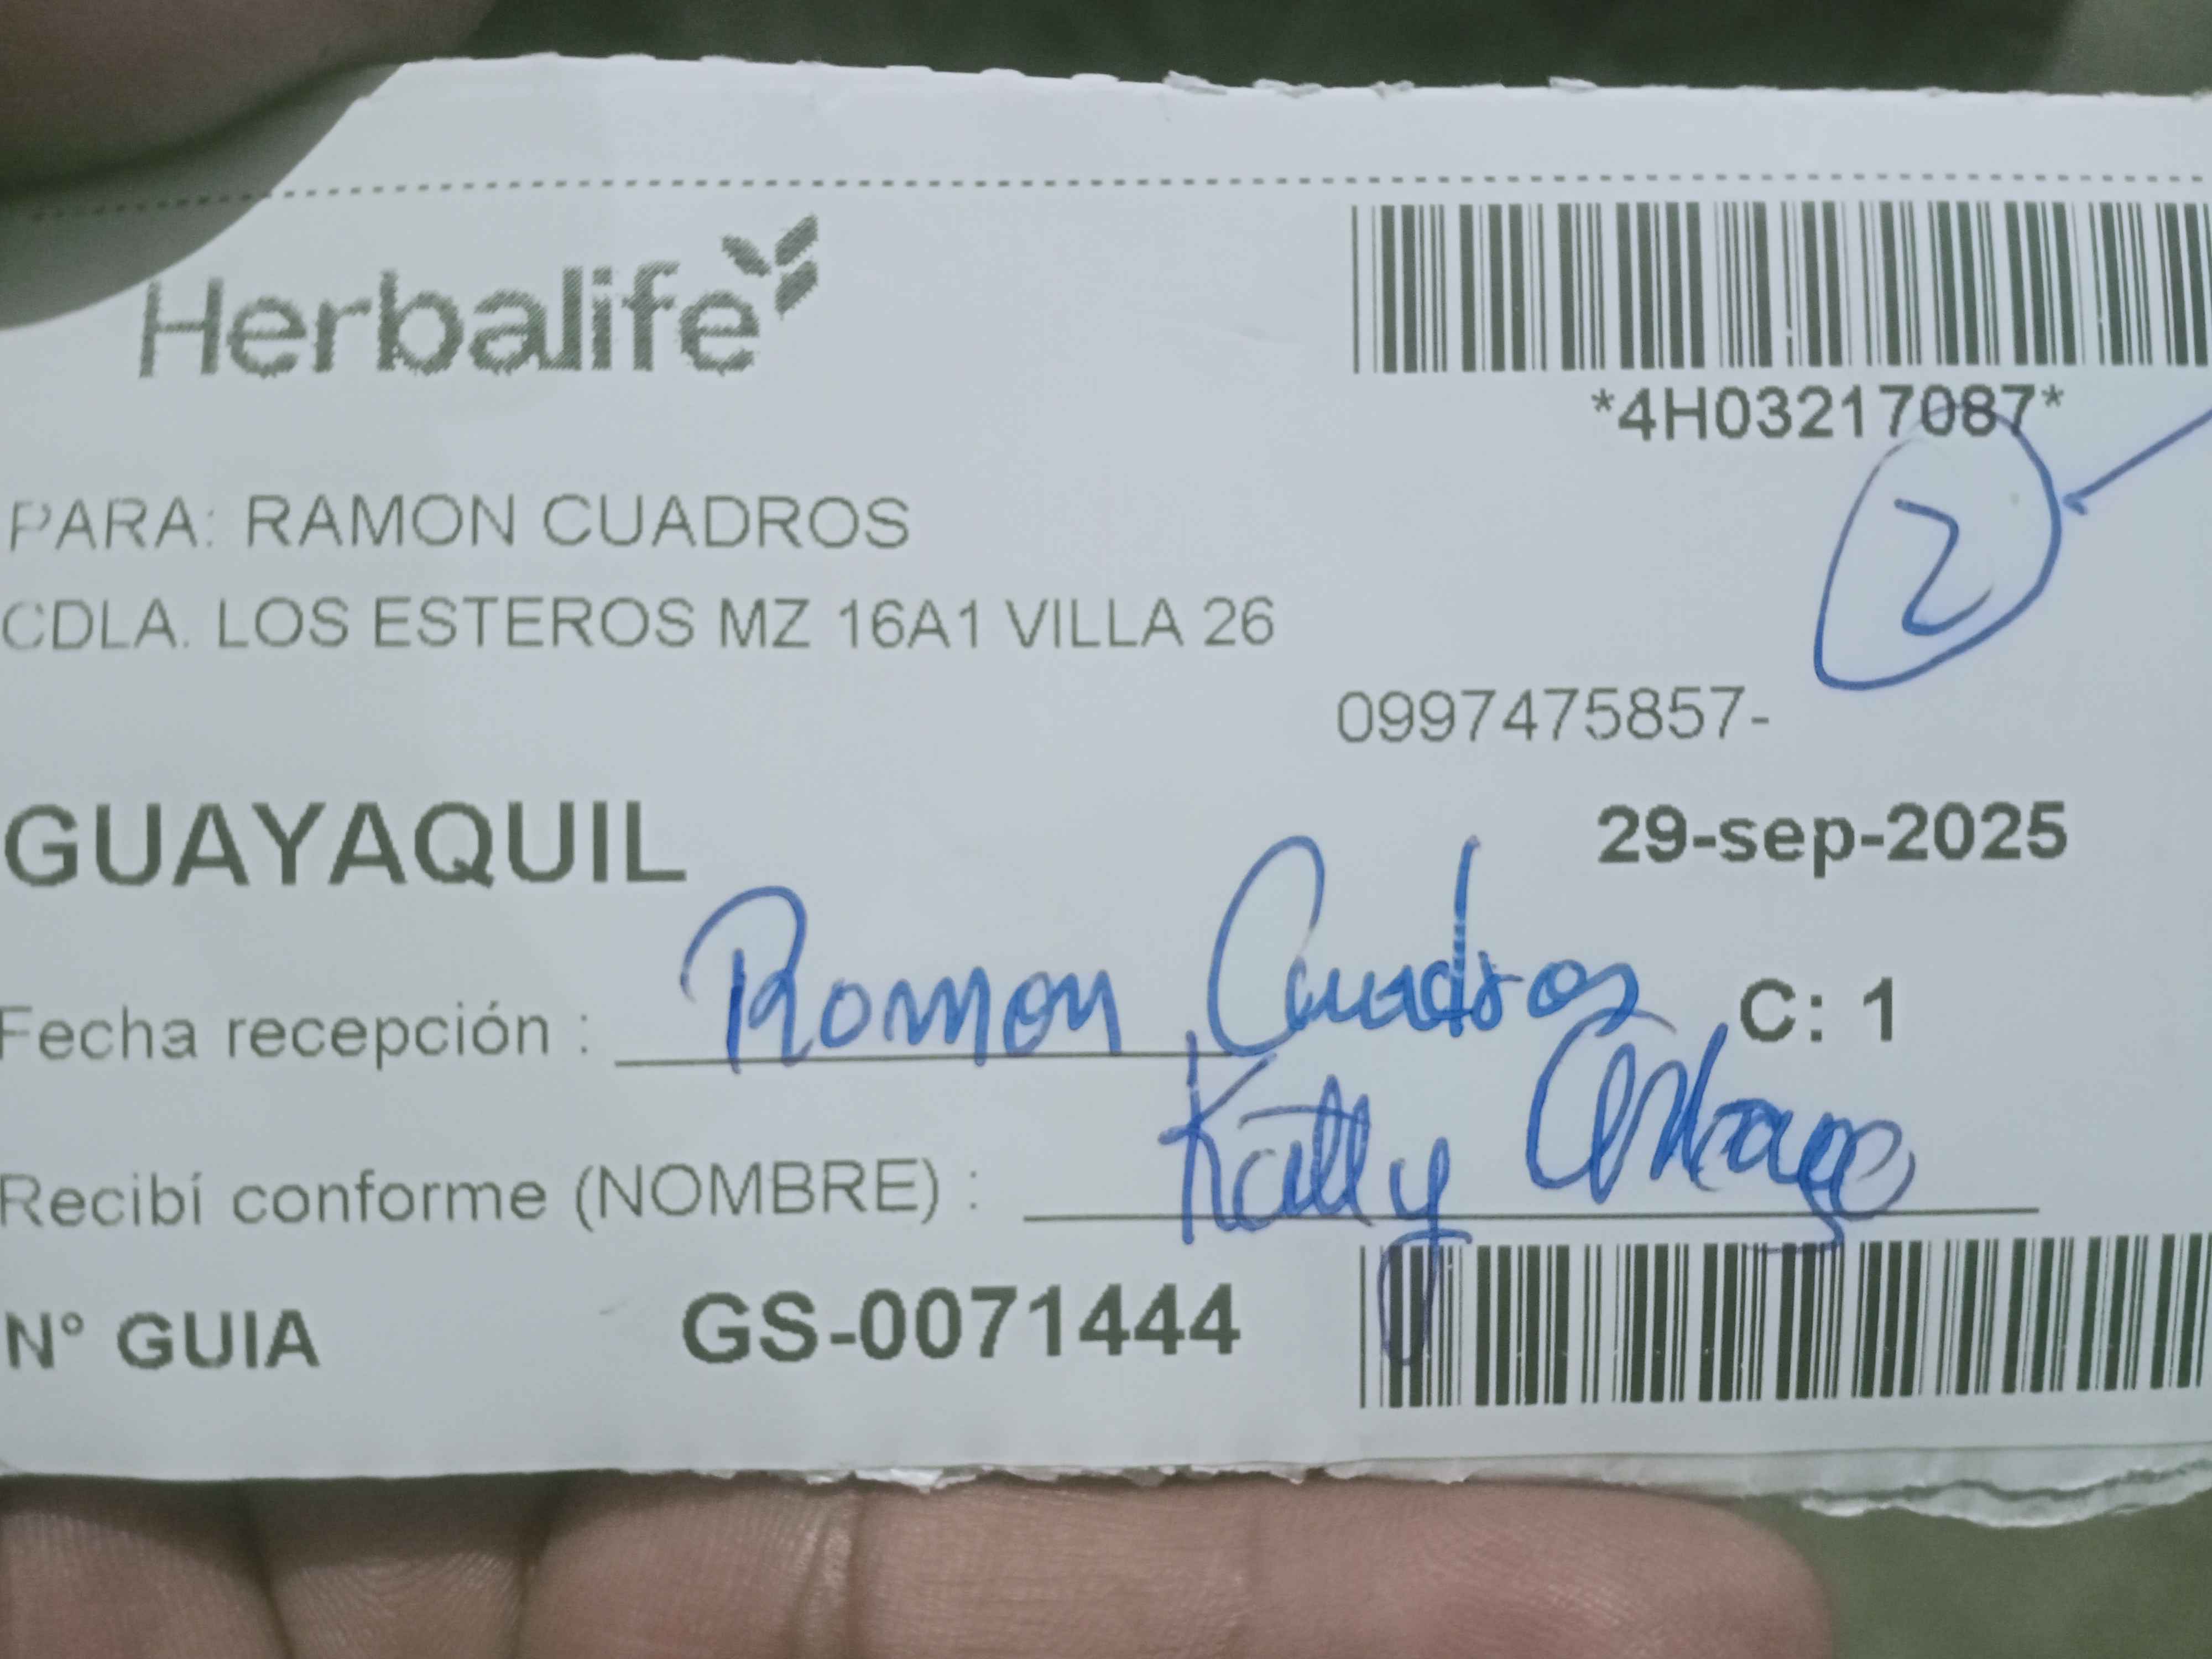 Herbalife
*4H03217087*
2
PARA: RAMON CUADROS
CDLA. LOS ESTEROS MZ 16A1 VILLA 26
0997475857-
GUAYAQUIL
29-sep-2025
Fecha recepción : Ramon Cuadros C: 1
Recibí conforme (NOMBRE) : Katty
N° GUIA GS-0071444